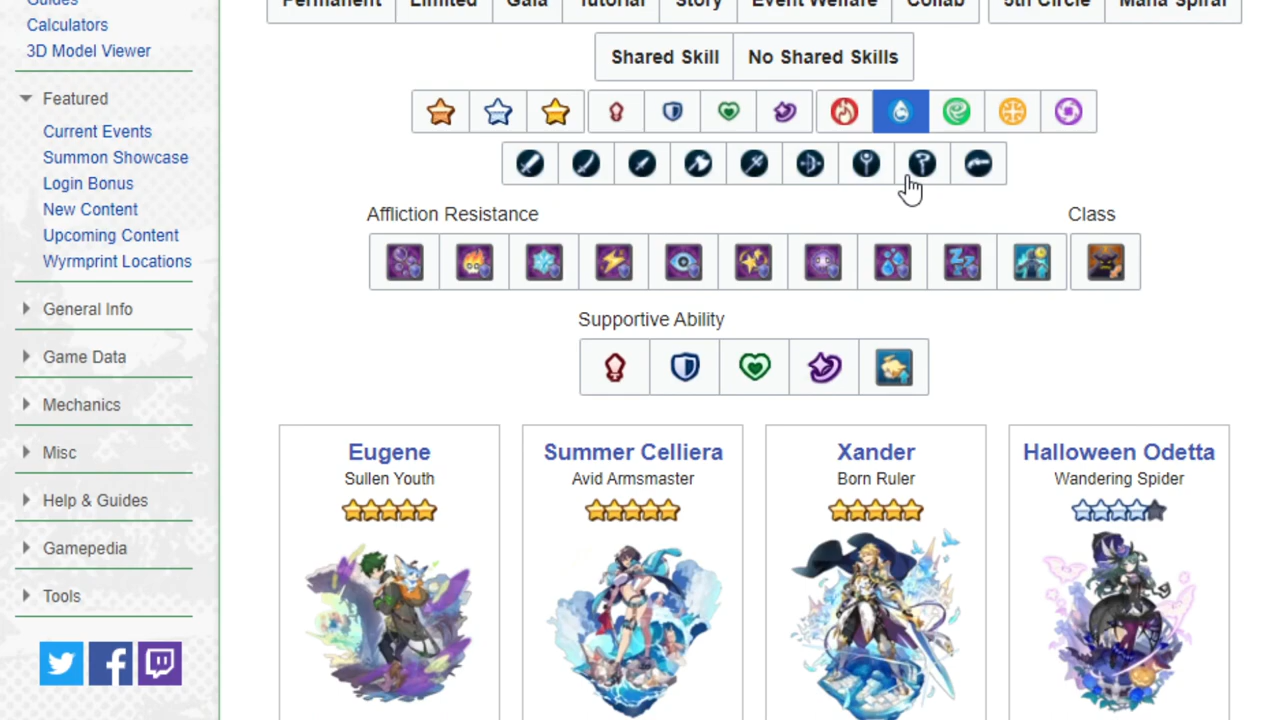 Guides
Calculators
3D Model Viewer
Featured
Current Events
Summon Showcase
Login Bonus
New Content
Upcoming Content
Wyrmprint Locations
General Info
Game Data
Mechanics
Misc
Help & Guides
Gamepedia
Tools
Permanent Limited Gala Tutorial Story Event Welfare Collab 5th Circle Mana Spiral
Shared Skill No Shared Skills
Affliction Resistance Class
Supportive Ability
Eugene
Sullen Youth
Summer Celliera
Avid Armsmaster
Xander
Born Ruler
Halloween Odetta
Wandering Spider